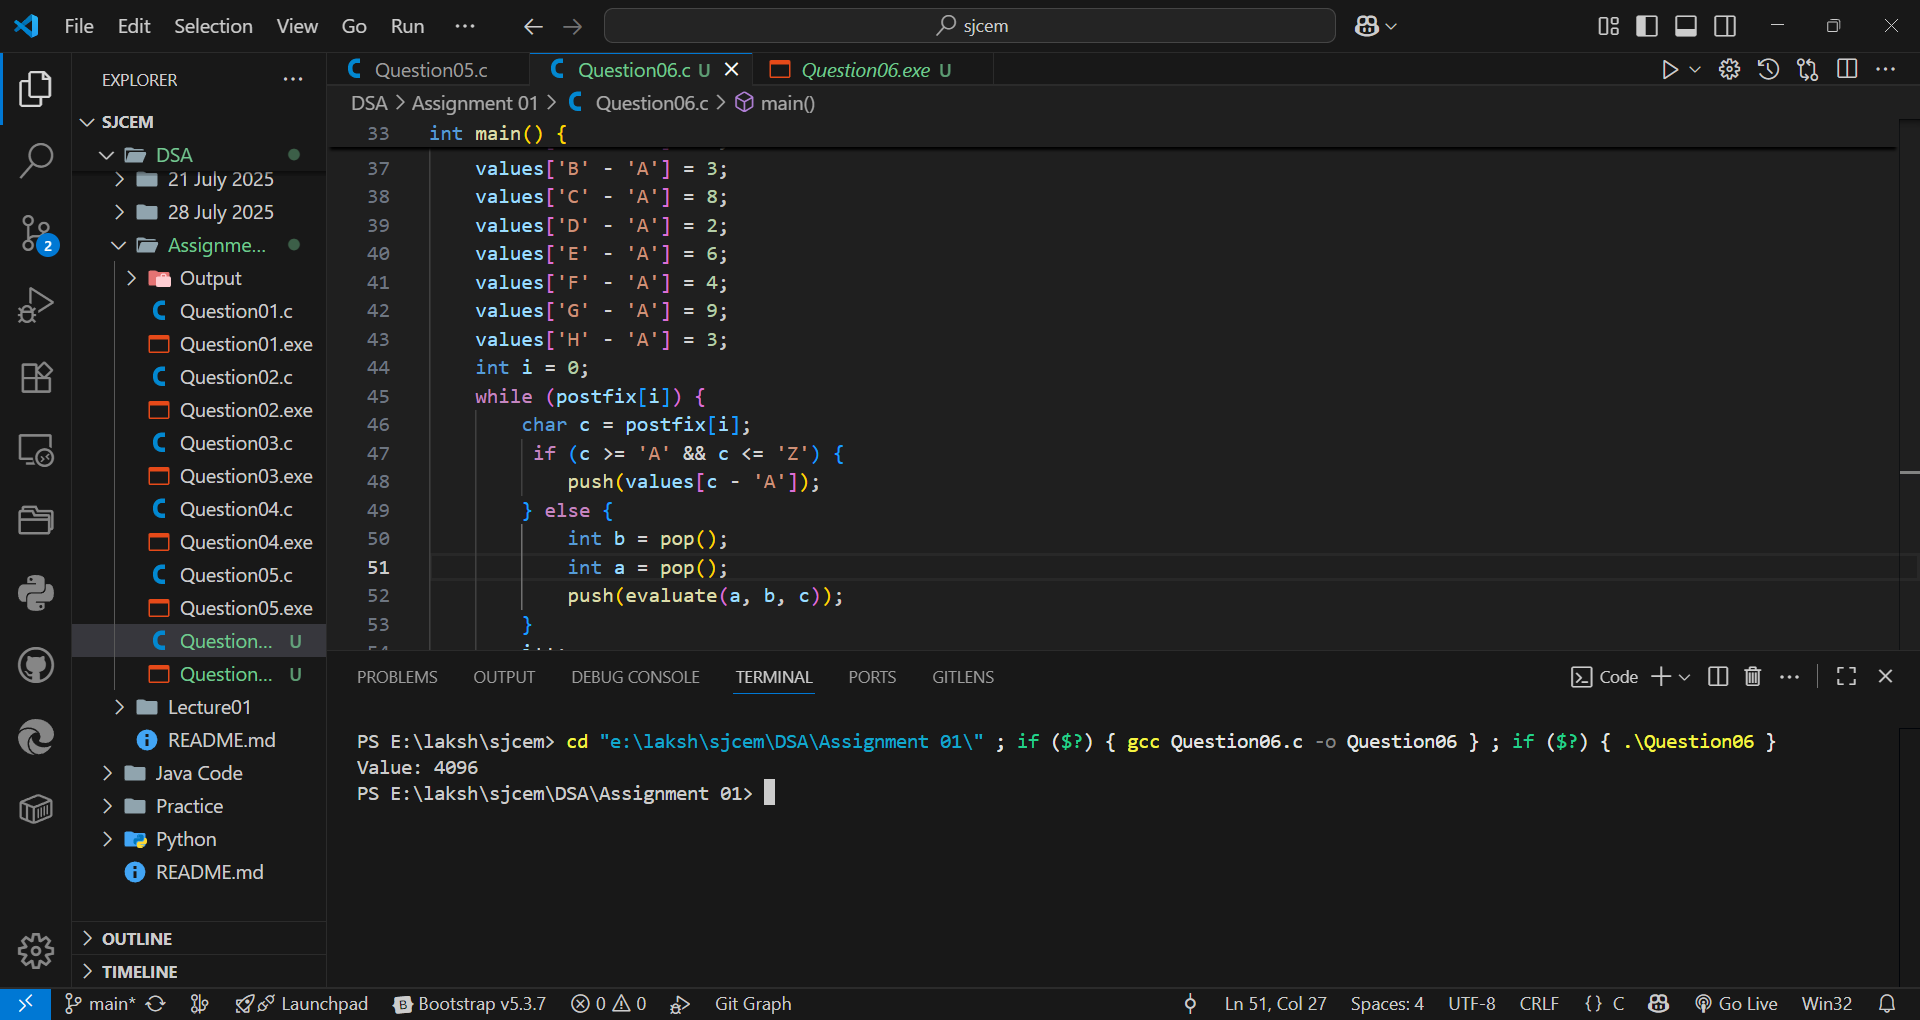 File Edit Selection View Go Run ··· sjcem
EXPLORER ···
SJCEM
DSA
21 July 2025
28 July 2025
Assignme...
Output
Question01.c
Question01.exe
Question02.c
Question02.exe
Question03.c
Question03.exe
Question04.c
Question04.exe
Question05.c
Question05.exe
Question... U
Question... U
Lecture01
README.md
Java Code
Practice
Python
README.md
OUTLINE
TIMELINE
2
Question05.c Question06.c U Question06.exe U
DSA > Assignment 01 > Question06.c > main()
33 int main() {
37 values['B' - 'A'] = 3;
38 values['C' - 'A'] = 8;
39 values['D' - 'A'] = 2;
40 values['E' - 'A'] = 6;
41 values['F' - 'A'] = 4;
42 values['G' - 'A'] = 9;
43 values['H' - 'A'] = 3;
44 int i = 0;
45 while (postfix[i]) {
46 char c = postfix[i];
47 if (c >= 'A' && c <= 'Z') {
48 push(values[c - 'A']);
49 } else {
50 int b = pop();
51 int a = pop();
52 push(evaluate(a, b, c));
53 }
PROBLEMS OUTPUT DEBUG CONSOLE TERMINAL PORTS GITLENS Code
PS E:\laksh\sjcem> cd "e:\laksh\sjcem\DSA\Assignment 01\" ; if ($?) { gcc Question06.c -o Question06 } ; if ($?) { .\Question06 }
Value: 4096
PS E:\laksh\sjcem\DSA\Assignment 01>
main* Launchpad Bootstrap v5.3.7 0 0 Git Graph Ln 51, Col 27 Spaces: 4 UTF-8 CRLF {} C Go Live Win32